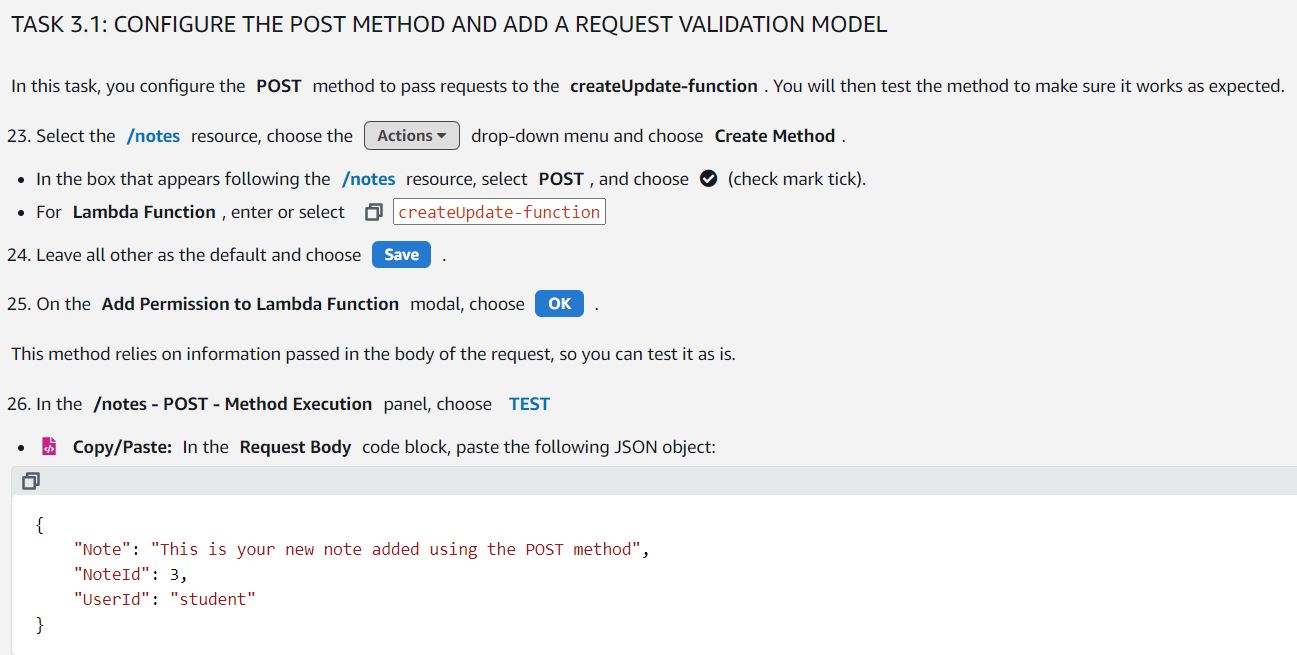 TASK 3.1: CONFIGURE THE POST METHOD AND ADD A REQUEST VALIDATION MODEL
In this task, you configure the POST method to pass requests to the createUpdate-function . You will then test the method to make sure it works as expected.
23. Select the /notes resource, choose the Actions drop-down menu and choose Create Method .
• In the box that appears following the /notes resource, select POST , and choose (check mark tick).
• For Lambda Function , enter or select createUpdate-function
24. Leave all other as the default and choose Save .
25. On the Add Permission to Lambda Function modal, choose OK .
This method relies on information passed in the body of the request, so you can test it as is.
26. In the /notes - POST - Method Execution panel, choose TEST
• Copy/Paste: In the Request Body code block, paste the following JSON object:
{
"Note": "This is your new note added using the POST method",
"NoteId": 3,
"UserId": "student"
}